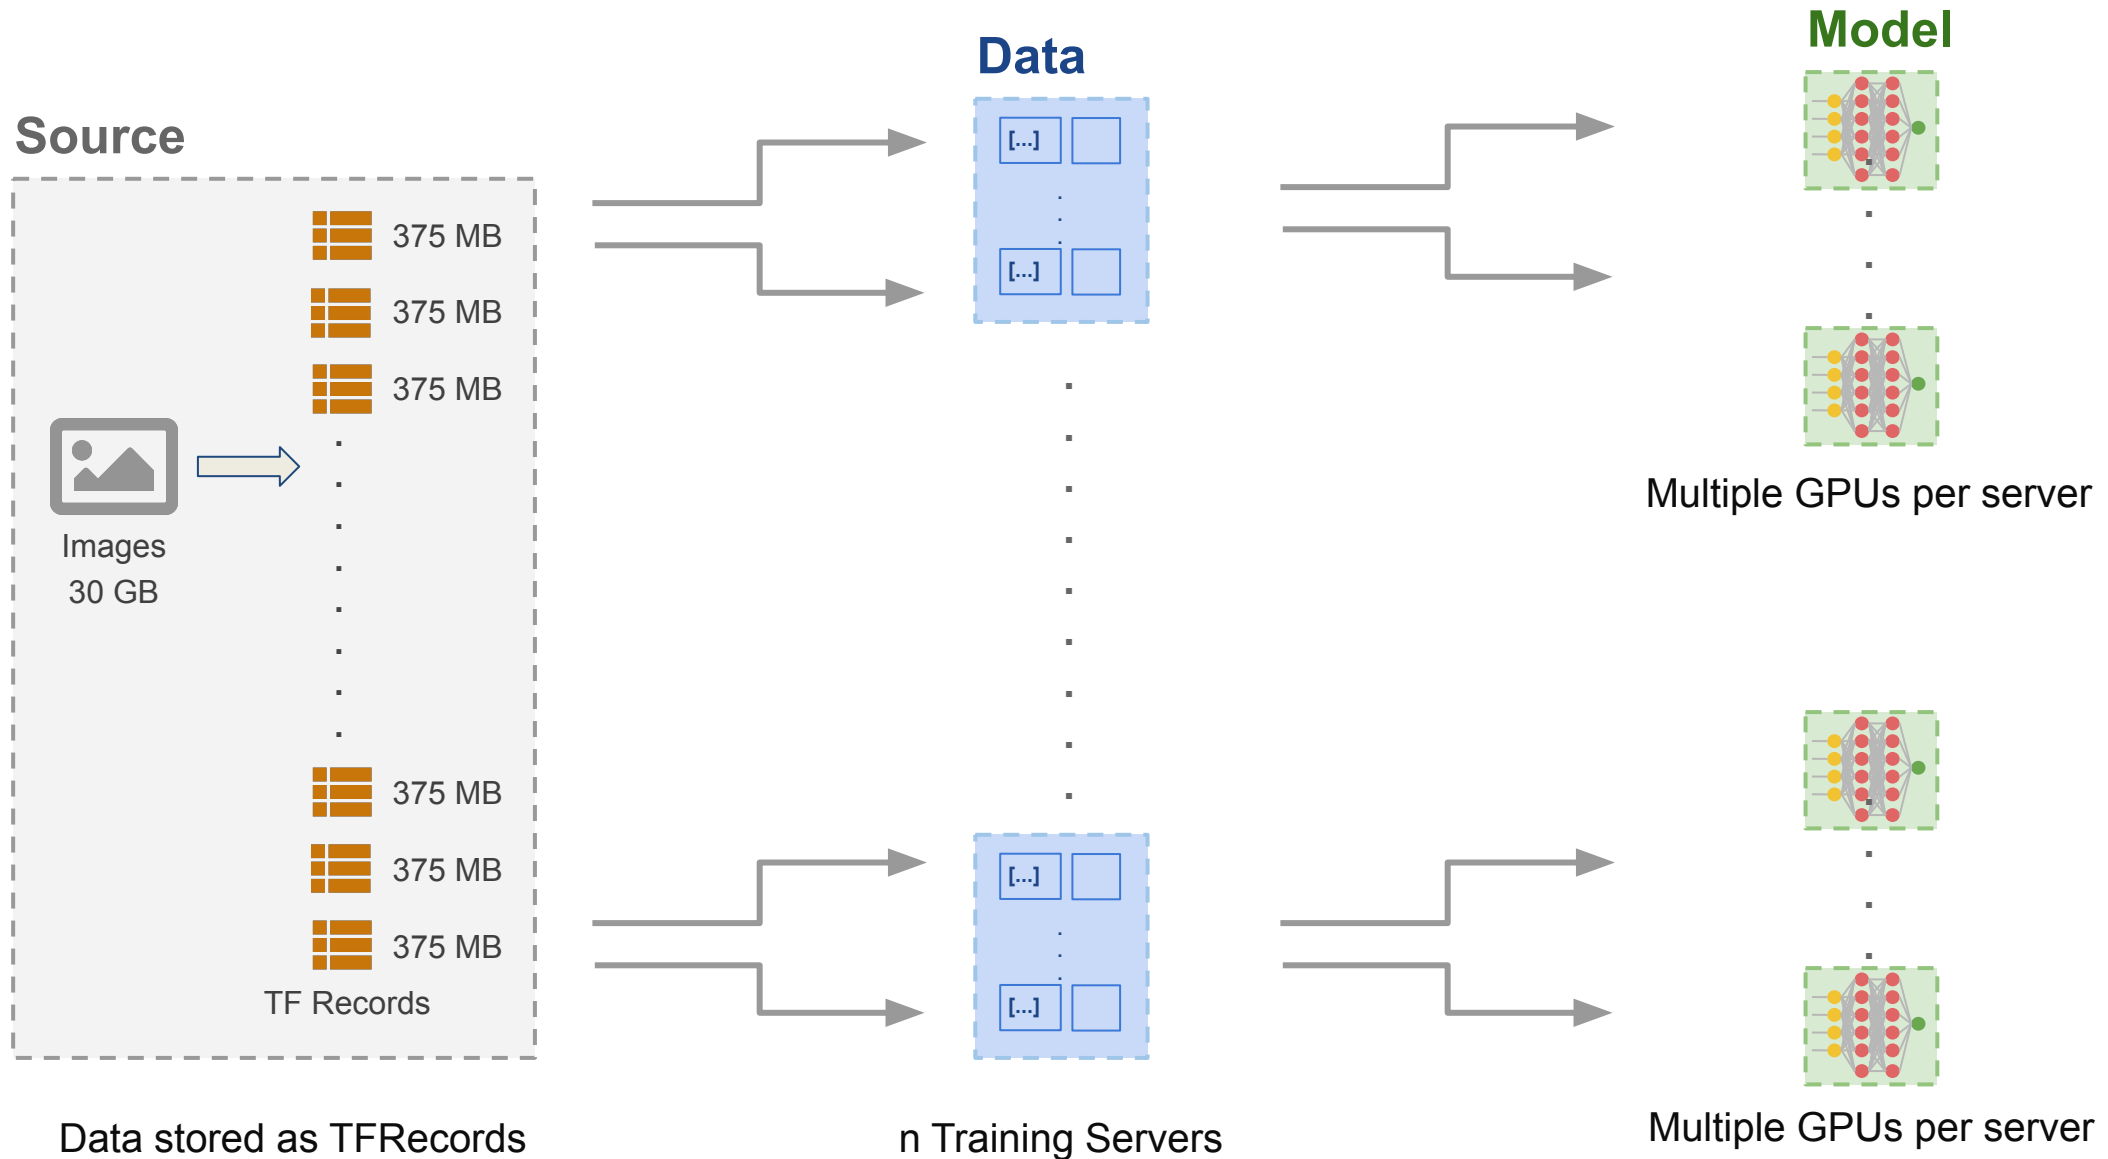 Source
375 MB
375 MB
375 MB
Images
30 GB
375 MB
375 MB
375 MB
TF Records
Data stored as TFRecords
Data
[...]
[...]
[...]
[...]
n Training Servers
Model
Multiple GPUs per server
Multiple GPUs per server